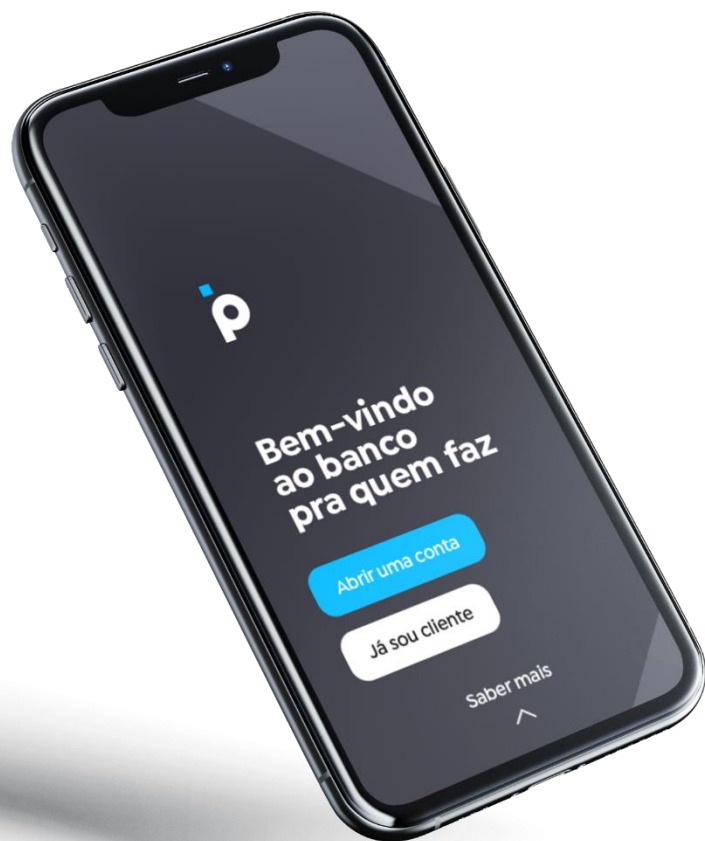 p
Bem-vindo
ao banco
pra quem faz
Abrir uma conta
Já sou cliente
Saber mais